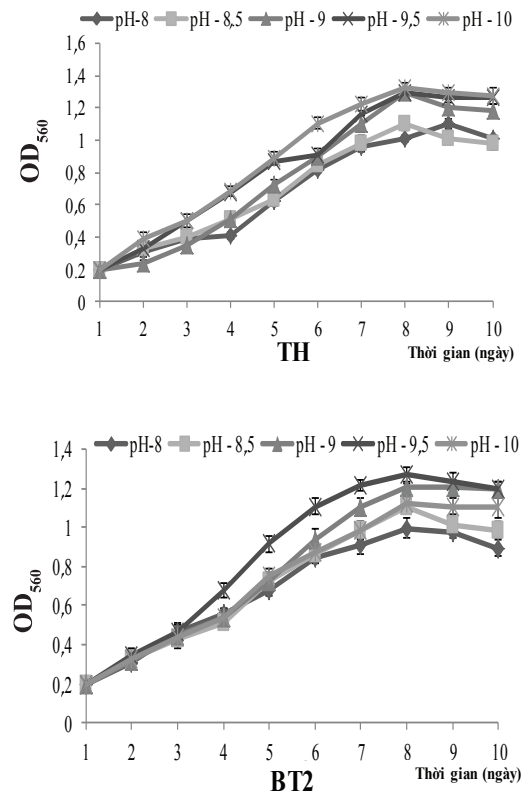 pH-8 pH - 8,5 pH - 9 pH - 9,5 pH - 10
1,6
1,4
1,2
1
0,8
0,6
0,4
0.2
0
OD560
1 2 3 4 5 6 7 8 9 10
TH Thời gian (ngày)
pH-8 pH - 8,5 pH - 9 pH - 9,5 pH - 10
1,4
1,2
1
0,8
0,6
0,4
0,2
0
OD560
1 2 3 4 5 6 7 8 9 10
BT2 Thời gian (ngày)